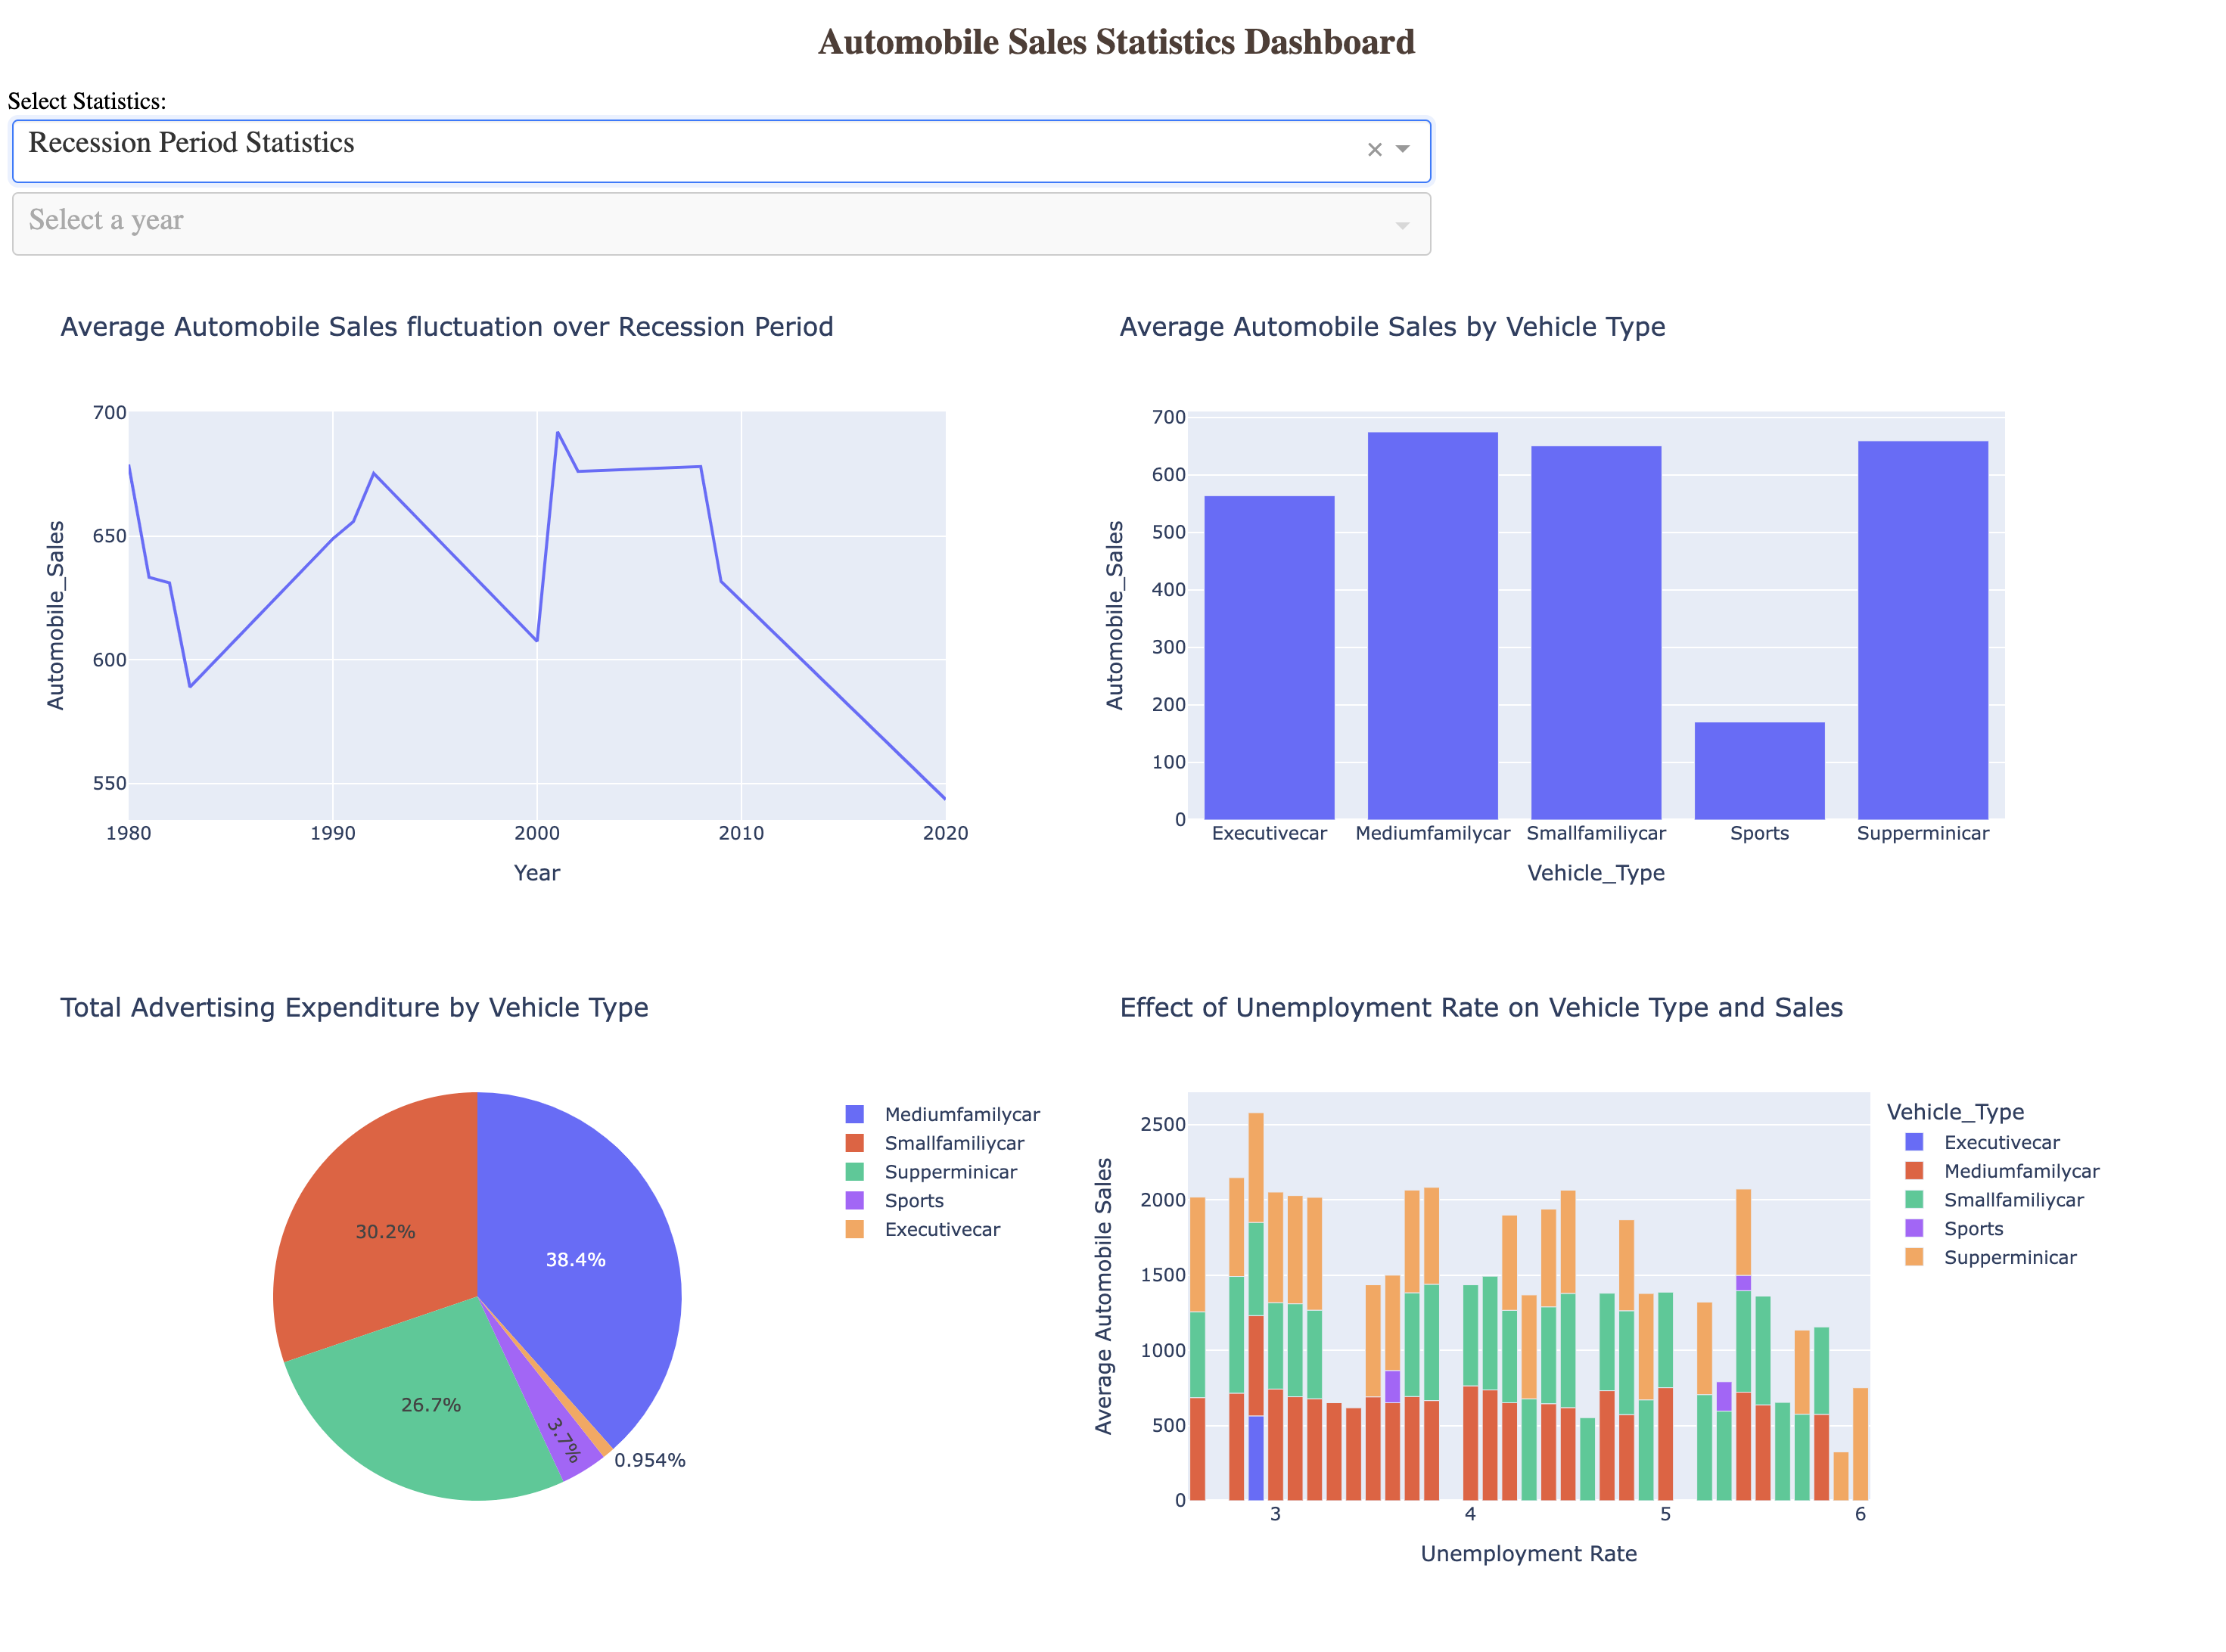 Automobile Sales Statistics Dashboard
Select Statistics:
Recession Period Statistics
Select a year
Average Automobile Sales fluctuation over Recession Period
700
650
600
550
Automobile_Sales
1980 1990 2000 2010 2020
Year
Average Automobile Sales by Vehicle Type
700
600
500
400
300
200
100
0
Automobile_Sales
Executivecar Mediumfamilycar Smallfamiliycar Sports Supperminicar
Vehicle_Type
Total Advertising Expenditure by Vehicle Type
38.4%
30.2%
26.7%
3.7%
0.954%
Mediumfamilycar
Smallfamiliycar
Supperminicar
Sports
Executivecar
Effect of Unemployment Rate on Vehicle Type and Sales
2500
2000
1500
1000
500
0
Average Automobile Sales
3 4 5 6
Unemployment Rate
Vehicle_Type
Executivecar
Mediumfamilycar
Smallfamiliycar
Sports
Supperminicar